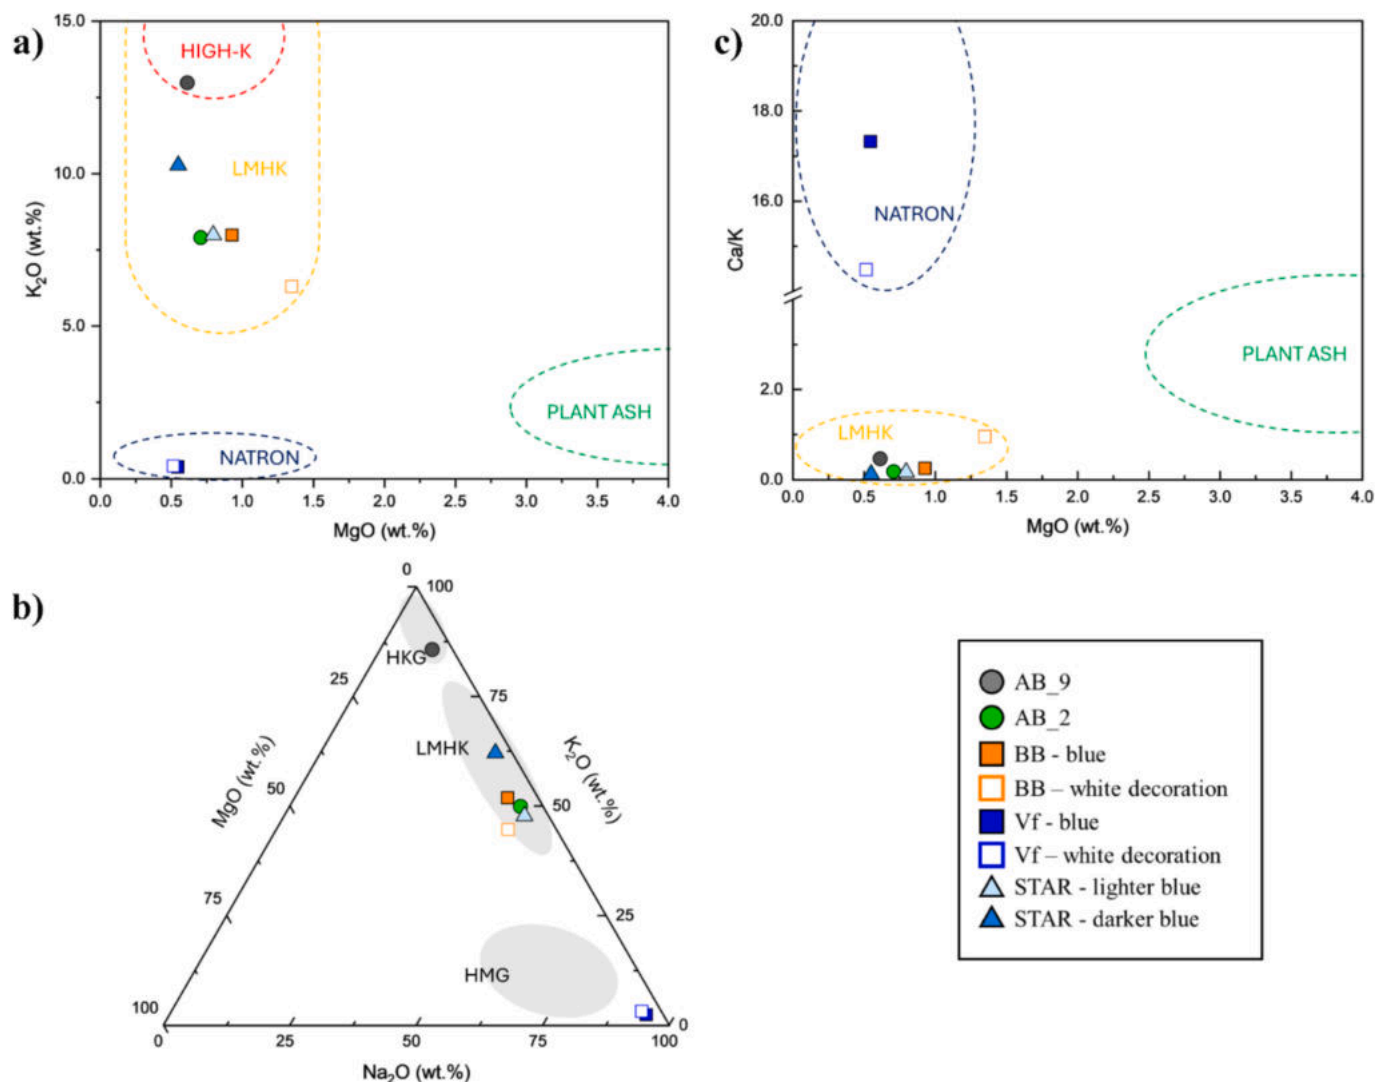 a)
15.0
10.0
5.0
0.0
K₂O (wt.%)
HIGH-K
LMHK
PLANT ASH
NATRON
0.0 0.5 1.0 1.5 2.0 2.5 3.0 3.5 4.0
MgO (wt.%)
c)
20.0
18.0
16.0
2.0
0.0
Ca/K
NATRON
PLANT ASH
LMHK
0.0 0.5 1.0 1.5 2.0 2.5 3.0 3.5 4.0
MgO (wt.%)
b)
0
100
HKG
25
75
LMHK
MgO (wt.%)
K₂O (wt.%)
50
50
75
25
HMG
100
0
0 25 50 75 100
Na₂O (wt.%)
AB_9
AB_2
BB - blue
BB – white decoration
Vf - blue
Vf – white decoration
STAR - lighter blue
STAR - darker blue